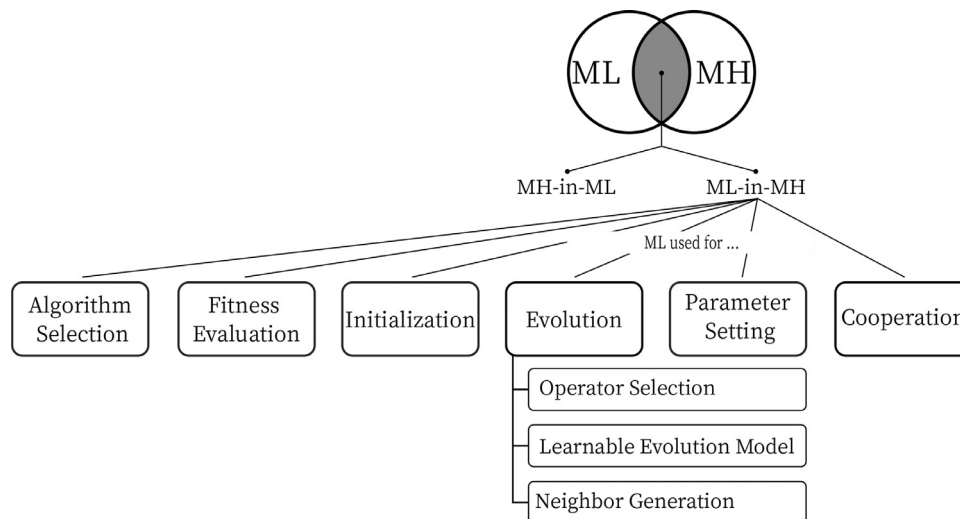 ML MH
MH-in-ML ML-in-MH
ML used for ...
Algorithm
Selection
Fitness
Evaluation
Initialization
Evolution
Parameter
Setting
Cooperation
Operator Selection
Learnable Evolution Model
Neighbor Generation